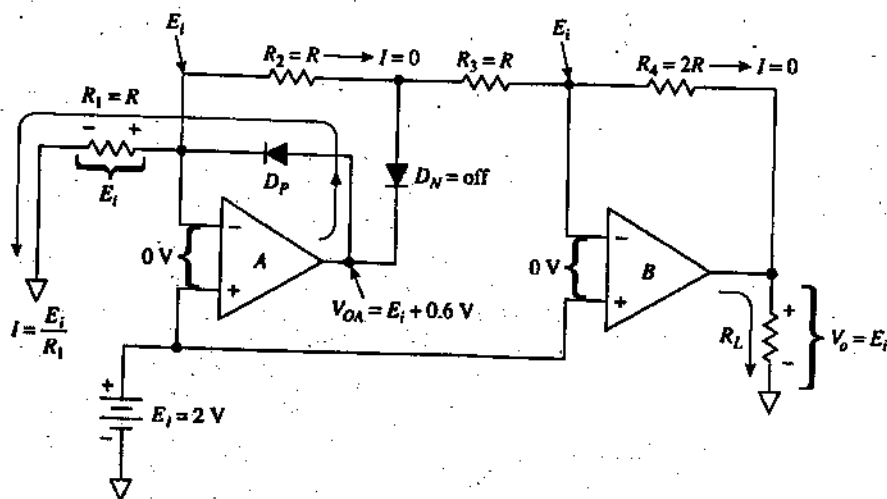 E_i
R_2 = R → I = 0
R_3 = R
E_i
R_4 = 2R → I = 0
R_1 = R
− +
E_i
D_P
D_N = off
0 V
−
A
+
V_OA = E_i + 0.6 V
0 V
−
B
+
I = E_i / R_1
R_L
+
−
V_o = E_i
+
−
E_i = 2 V